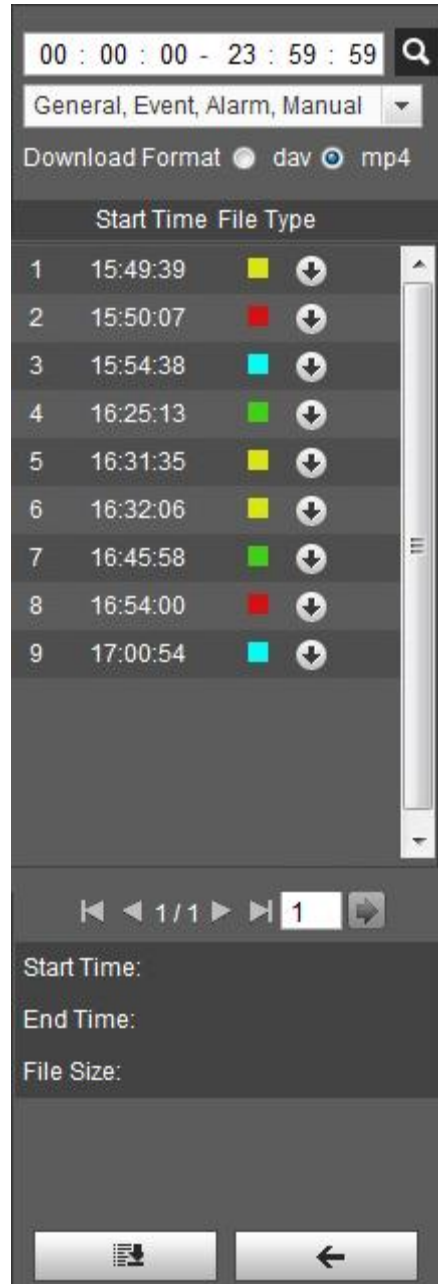 00 : 00 : 00 - 23 : 59 : 59
General, Event, Alarm, Manual
Download Format dav mp4
Start Time File Type
1 15:49:39
2 15:50:07
3 15:54:38
4 16:25:13
5 16:31:35
6 16:32:06
7 16:45:58
8 16:54:00
9 17:00:54
1 / 1 1
Start Time:
End Time:
File Size: